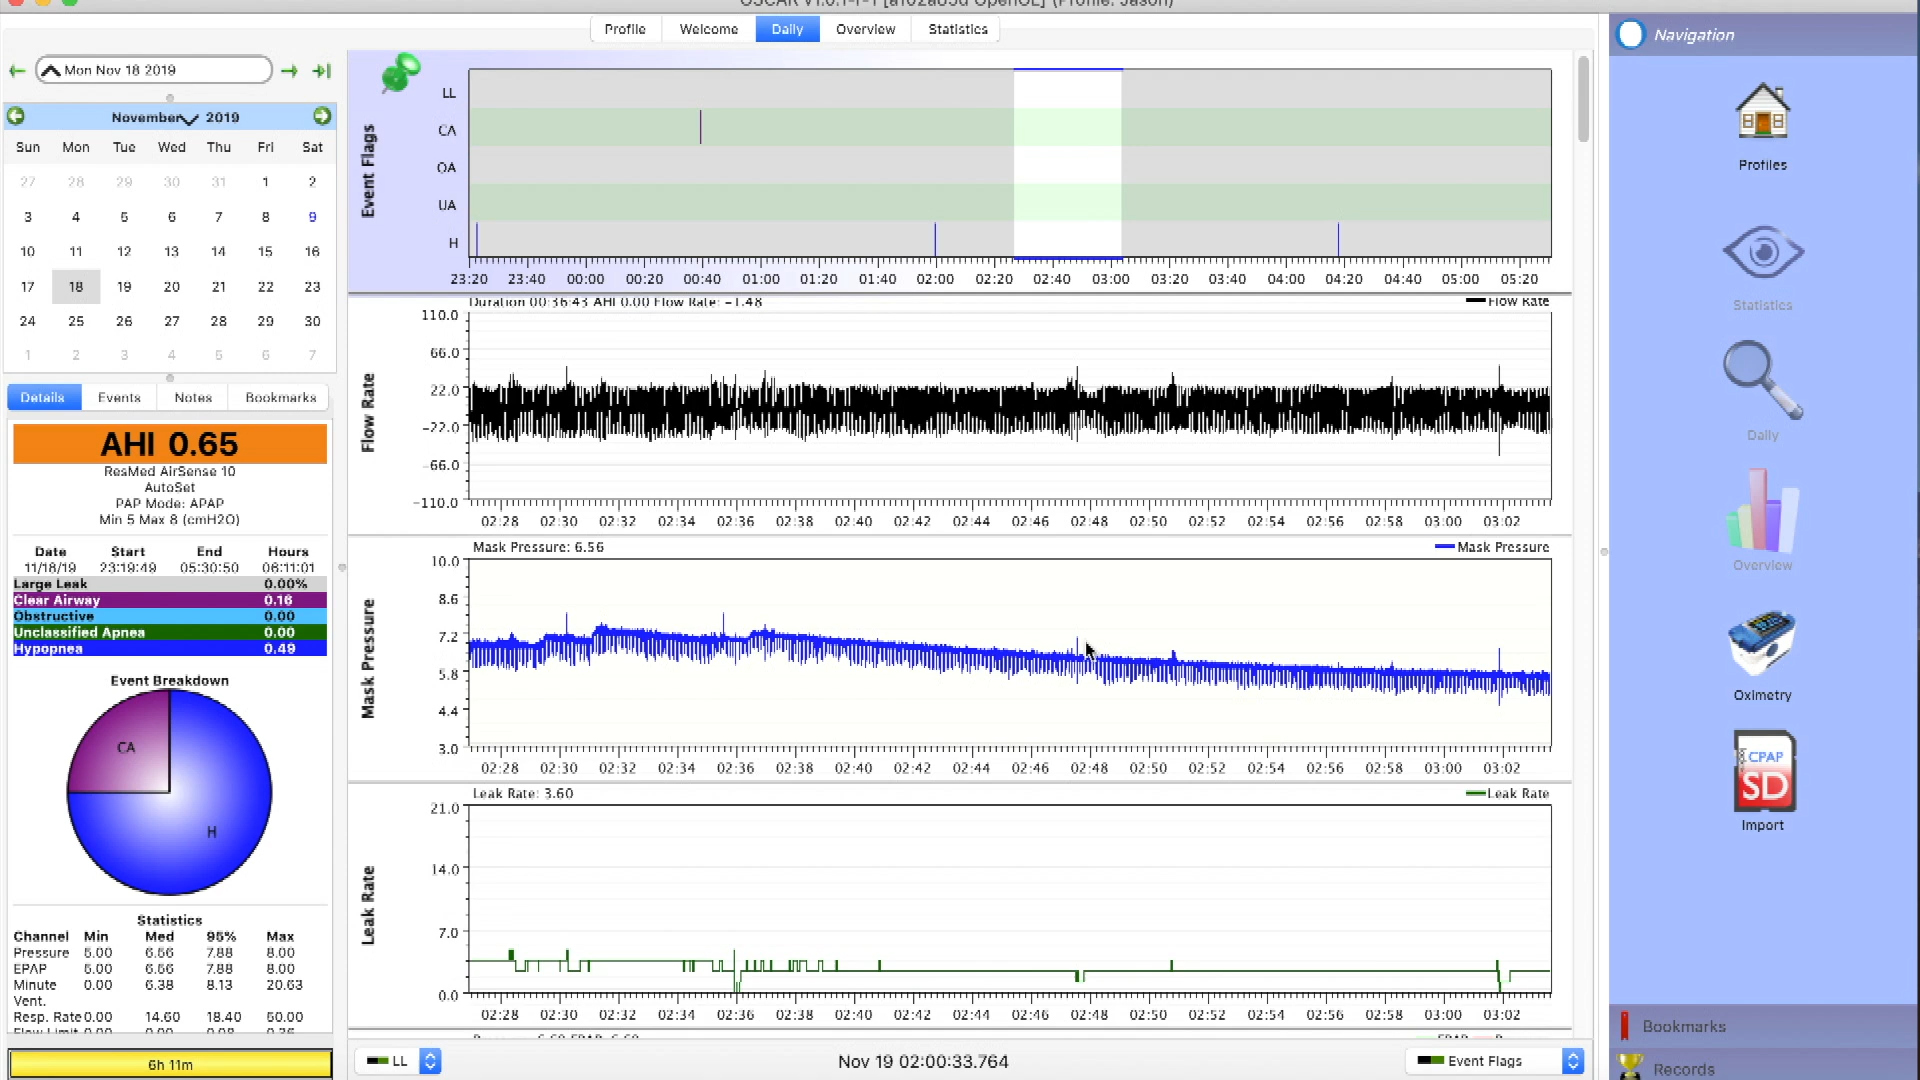 Profile Welcome Daily Overview Statistics
Mon Nov 18 2019
November 2019
Sun Mon Tue Wed Thu Fri Sat
27 28 29 30 31 1 2
3 4 5 6 7 8 9
10 11 12 13 14 15 16
17 18 19 20 21 22 23
24 25 26 27 28 29 30
1 2 3 4 5 6 7
Details Events Notes Bookmarks
AHI 0.65
ResMed AirSense 10
AutoSet
PAP Mode: APAP
Min 5 Max 8 (cmH2O)
Date Start End Hours
11/18/19 23:19:49 05:30:50 06:11:01
Large Leak 0.00%
Clear Airway 0.16
Obstructive 0.00
Unclassified Apnea 0.00
Hypopnea 0.49
Event Breakdown
CA
H
Statistics
Channel Min Med 95% Max
Pressure 5.00 6.56 7.88 8.00
EPAP 5.00 6.56 7.88 8.00
Minute 0.00 6.38 8.13 20.63
Vent.
Resp. Rate 0.00 14.60 18.40 50.00
6h 11m
Event Flags
LL
CA
OA
UA
H
23:20 23:40 00:00 00:20 00:40 01:00 01:20 01:40 02:00 02:20 02:40 03:00 03:20 03:40 04:00 04:20 04:40 05:00 05:20
Duration 00:36:43 AHI 0.00 Flow Rate: -1.48
Flow Rate
Flow Rate
110.0
66.0
22.0
-22.0
-66.0
-110.0
02:28 02:30 02:32 02:34 02:36 02:38 02:40 02:42 02:44 02:46 02:48 02:50 02:52 02:54 02:56 02:58 03:00 03:02
Mask Pressure: 6.56
Mask Pressure
Mask Pressure
10.0
8.6
7.2
5.8
4.4
3.0
02:28 02:30 02:32 02:34 02:36 02:38 02:40 02:42 02:44 02:46 02:48 02:50 02:52 02:54 02:56 02:58 03:00 03:02
Leak Rate: 3.60
Leak Rate
Leak Rate
21.0
14.0
7.0
0.0
02:28 02:30 02:32 02:34 02:36 02:38 02:40 02:42 02:44 02:46 02:48 02:50 02:52 02:54 02:56 02:58 03:00 03:02
LL
Nov 19 02:00:33.764
Event Flags
Navigation
Profiles
Statistics
Daily
Overview
Oximetry
CPAP
SD
Import
Bookmarks
Records